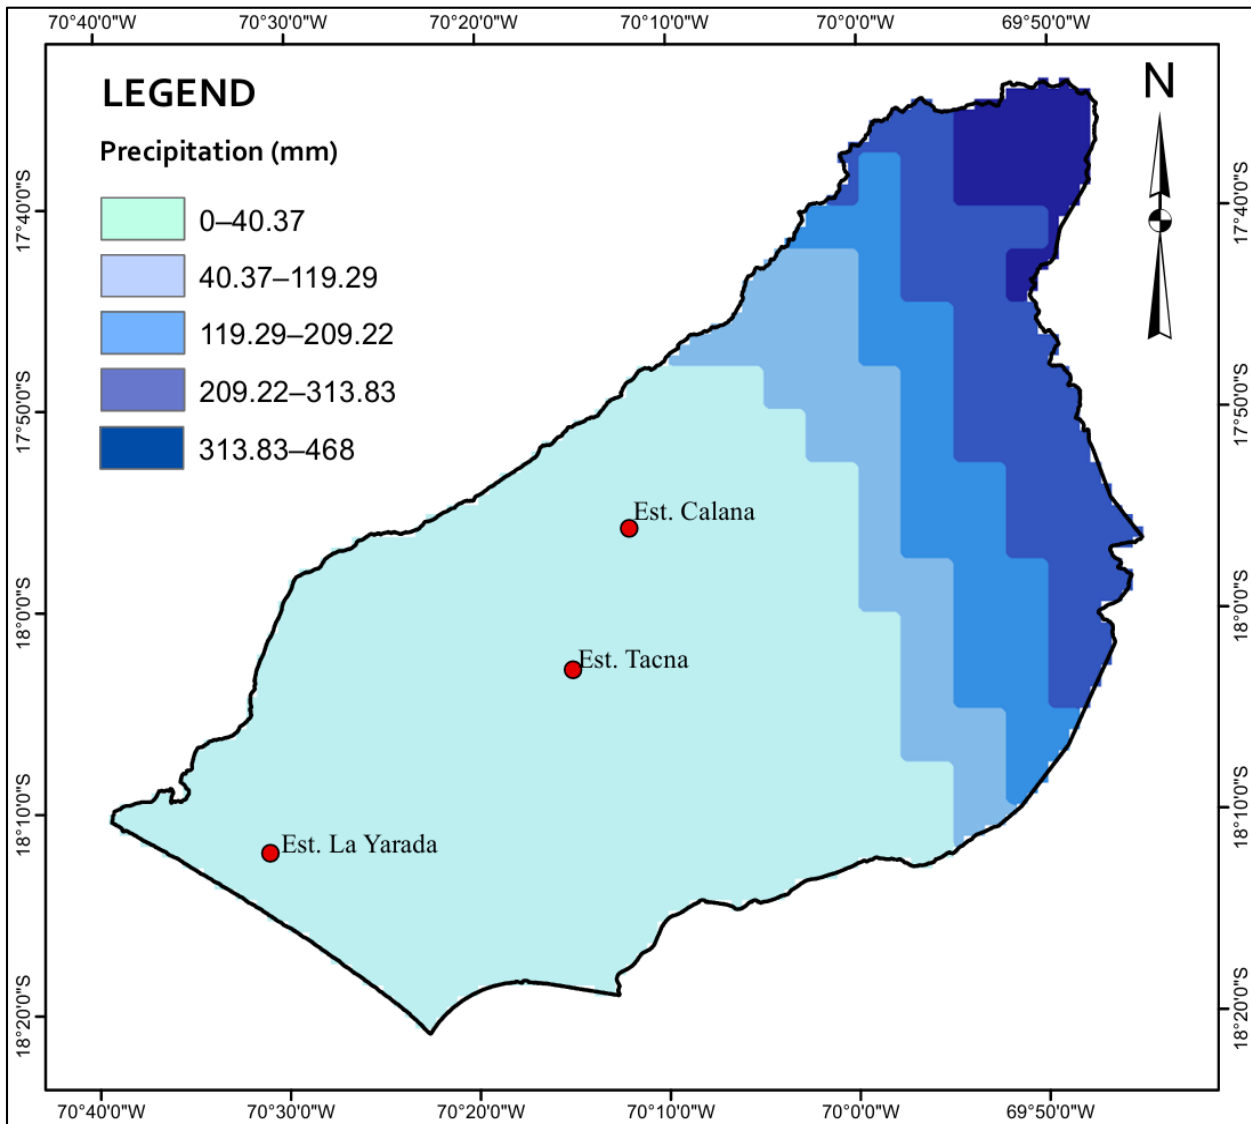 70°40'0"W 70°30'0"W 70°20'0"W 70°10'0"W 70°0'0"W 69°50'0"W
LEGEND
Precipitation (mm)
0–40.37
40.37–119.29
119.29–209.22
209.22–313.83
313.83–468
N
17°40'0"S
17°50'0"S
18°0'0"S
18°10'0"S
18°20'0"S
Est. Calana
Est. Tacna
Est. La Yarada
17°40'0"S
17°50'0"S
18°0'0"S
18°10'0"S
18°20'0"S
70°40'0"W 70°30'0"W 70°20'0"W 70°10'0"W 70°0'0"W 69°50'0"W